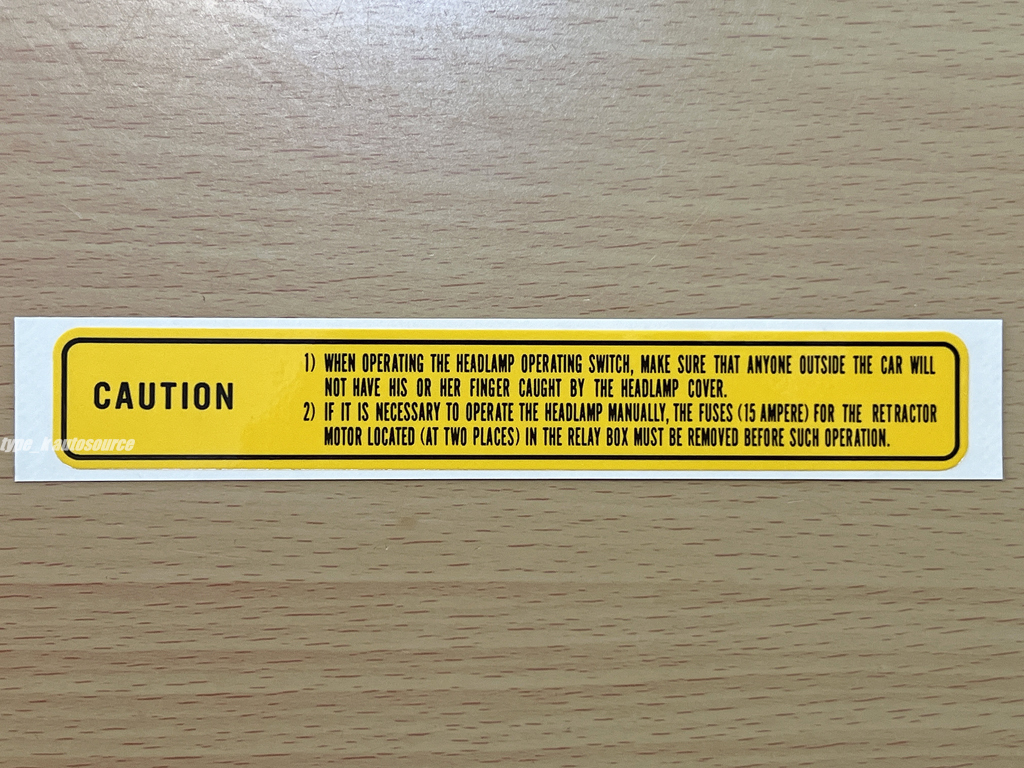 CAUTION
1) WHEN OPERATING THE HEADLAMP OPERATING SWITCH, MAKE SURE THAT ANYONE OUTSIDE THE CAR WILL
NOT HAVE HIS OR HER FINGER CAUGHT BY THE HEADLAMP COVER.
2) IF IT IS NECESSARY TO OPERATE THE HEADLAMP MANUALLY, THE FUSES (15 AMPERE) FOR THE RETRACTOR
MOTOR LOCATED (AT TWO PLACES) IN THE RELAY BOX MUST BE REMOVED BEFORE SUCH OPERATION.
type_k autosource